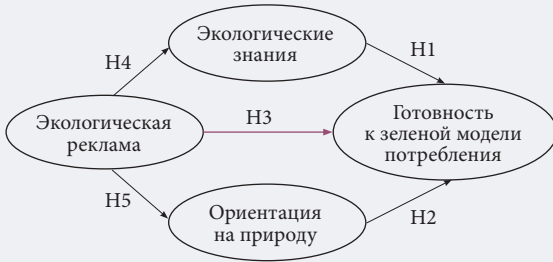 Экологические
знания
H4
H1
Экологическая
реклама
H3
Готовность
к зеленой модели
потребления
H5
H2
Ориентация
на природу